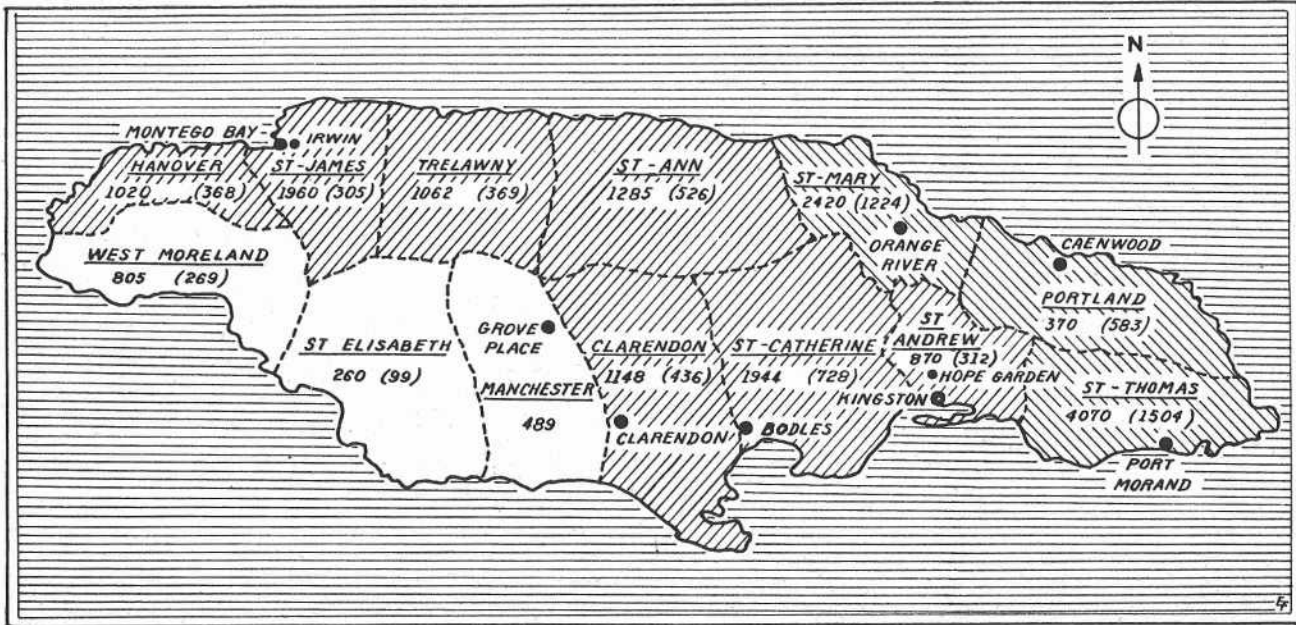 N
MONTEGO BAY
IRWIN
HANOVER
1020 (368)
ST-JAMES
1960 (305)
TRELAWNY
1062 (369)
ST-ANN
1285 (526)
ST-MARY
2420 (1224)
ORANGE
RIVER
CAENWOOD
WEST MORELAND
805 (269)
PORTLAND
370 (583)
ST ELISABETH
260 (99)
GROVE
PLACE
MANCHESTER
489
CLARENDON
1148 (436)
CLARENDON
ST-CATHERINE
1944 (728)
BODLES
ST
ANDREW
870 (312)
HOPE GARDEN
KINGSTON
ST-THOMAS
4070 (1504)
PORT
MORAND
EF